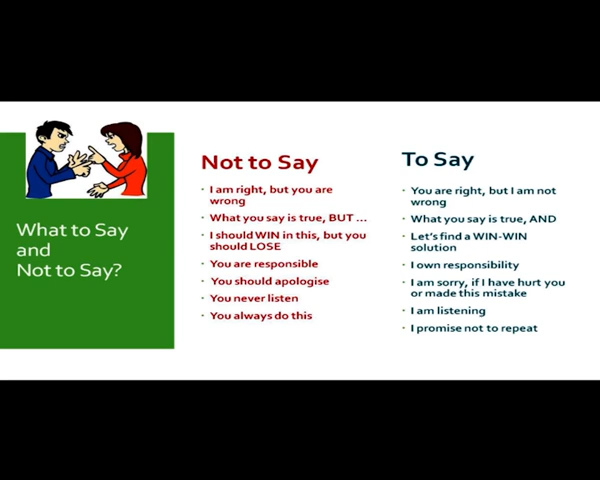 What to Say
and
Not to Say?
Not to Say
I am right, but you are
wrong
What you say is true, BUT ...
I should WIN in this, but you
should LOSE
You are responsible
You should apologise
You never listen
You always do this
To Say
You are right, but I am not
wrong
What you say is true, AND
Let's find a WIN-WIN
solution
I own responsibility
I am sorry, if I have hurt you
or made this mistake
I am listening
I promise not to repeat